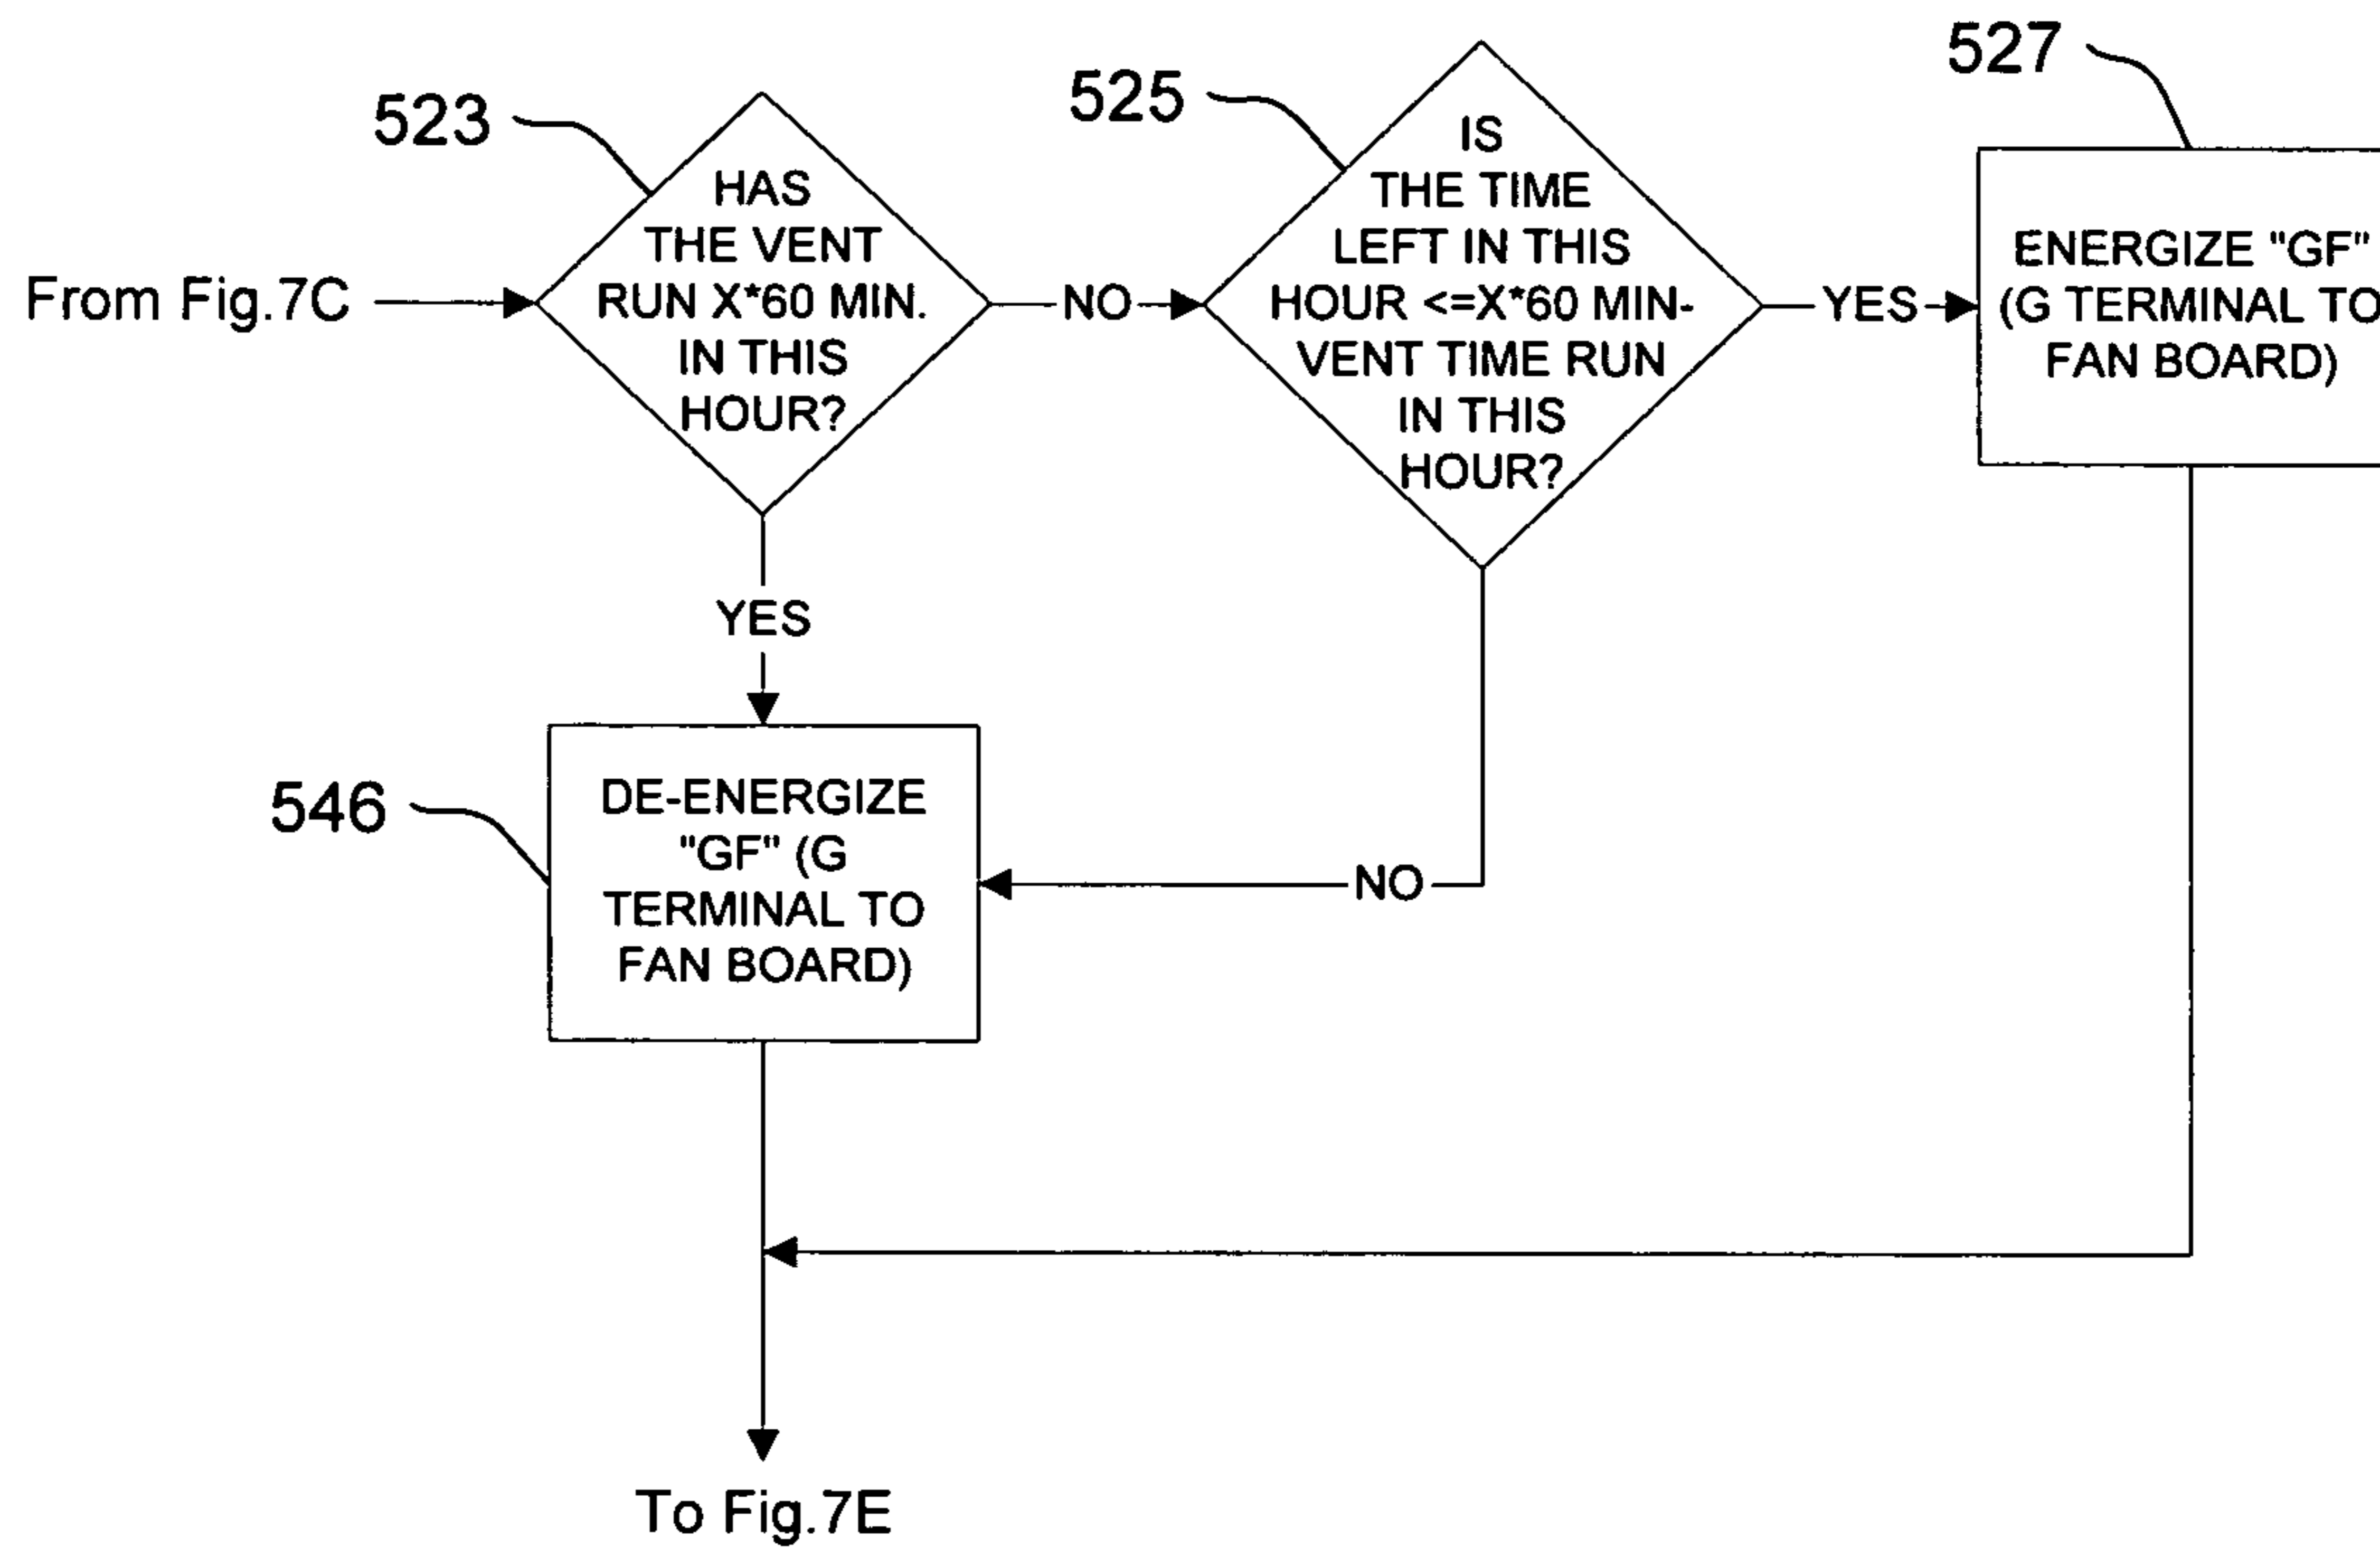 523
HAS
THE VENT
RUN X*60 MIN.
IN THIS
HOUR?
From Fig.7C
NO
525
IS
THE TIME
LEFT IN THIS
HOUR <=X*60 MIN-
VENT TIME RUN
IN THIS
HOUR?
YES
527
ENERGIZE "GF"
(G TERMINAL TO
FAN BOARD)
YES
546
DE-ENERGIZE
"GF" (G
TERMINAL TO
FAN BOARD)
NO
To Fig.7E